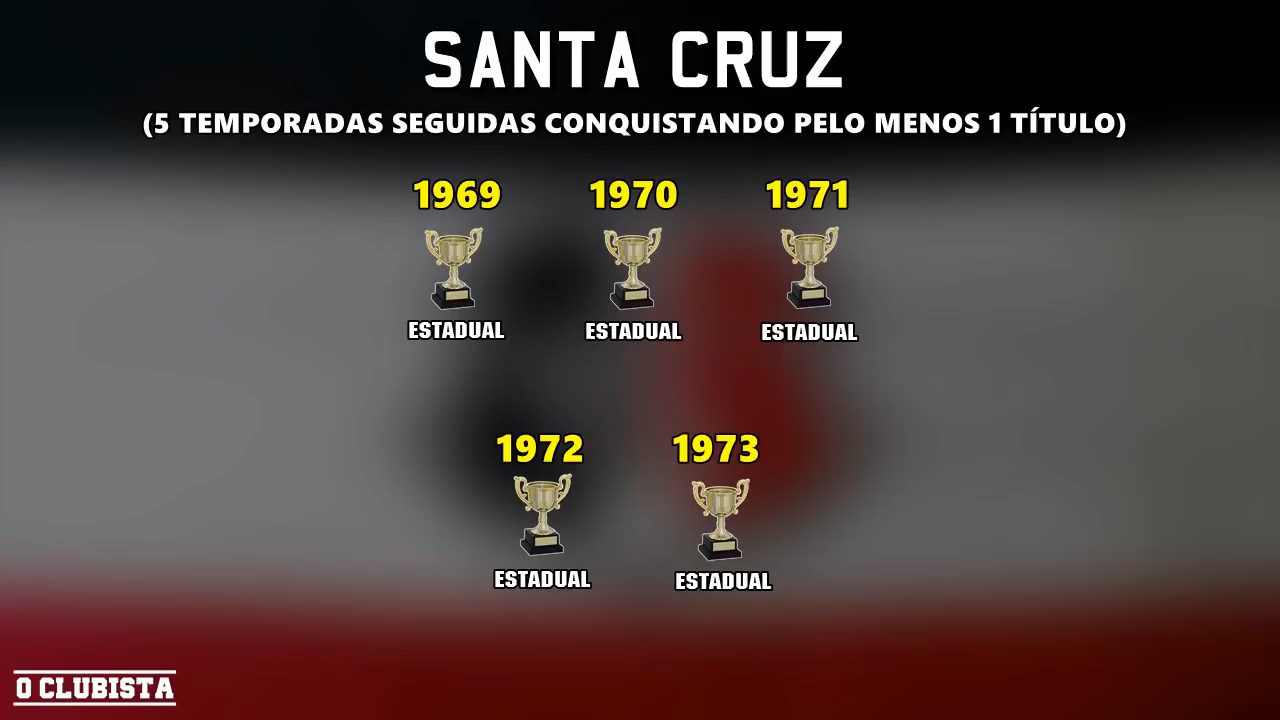 SANTA CRUZ
(5 TEMPORADAS SEGUIDAS CONQUISTANDO PELO MENOS 1 TÍTULO)
1969 1970 1971
ESTADUAL ESTADUAL ESTADUAL
1972 1973
ESTADUAL ESTADUAL
O CLUBISTA